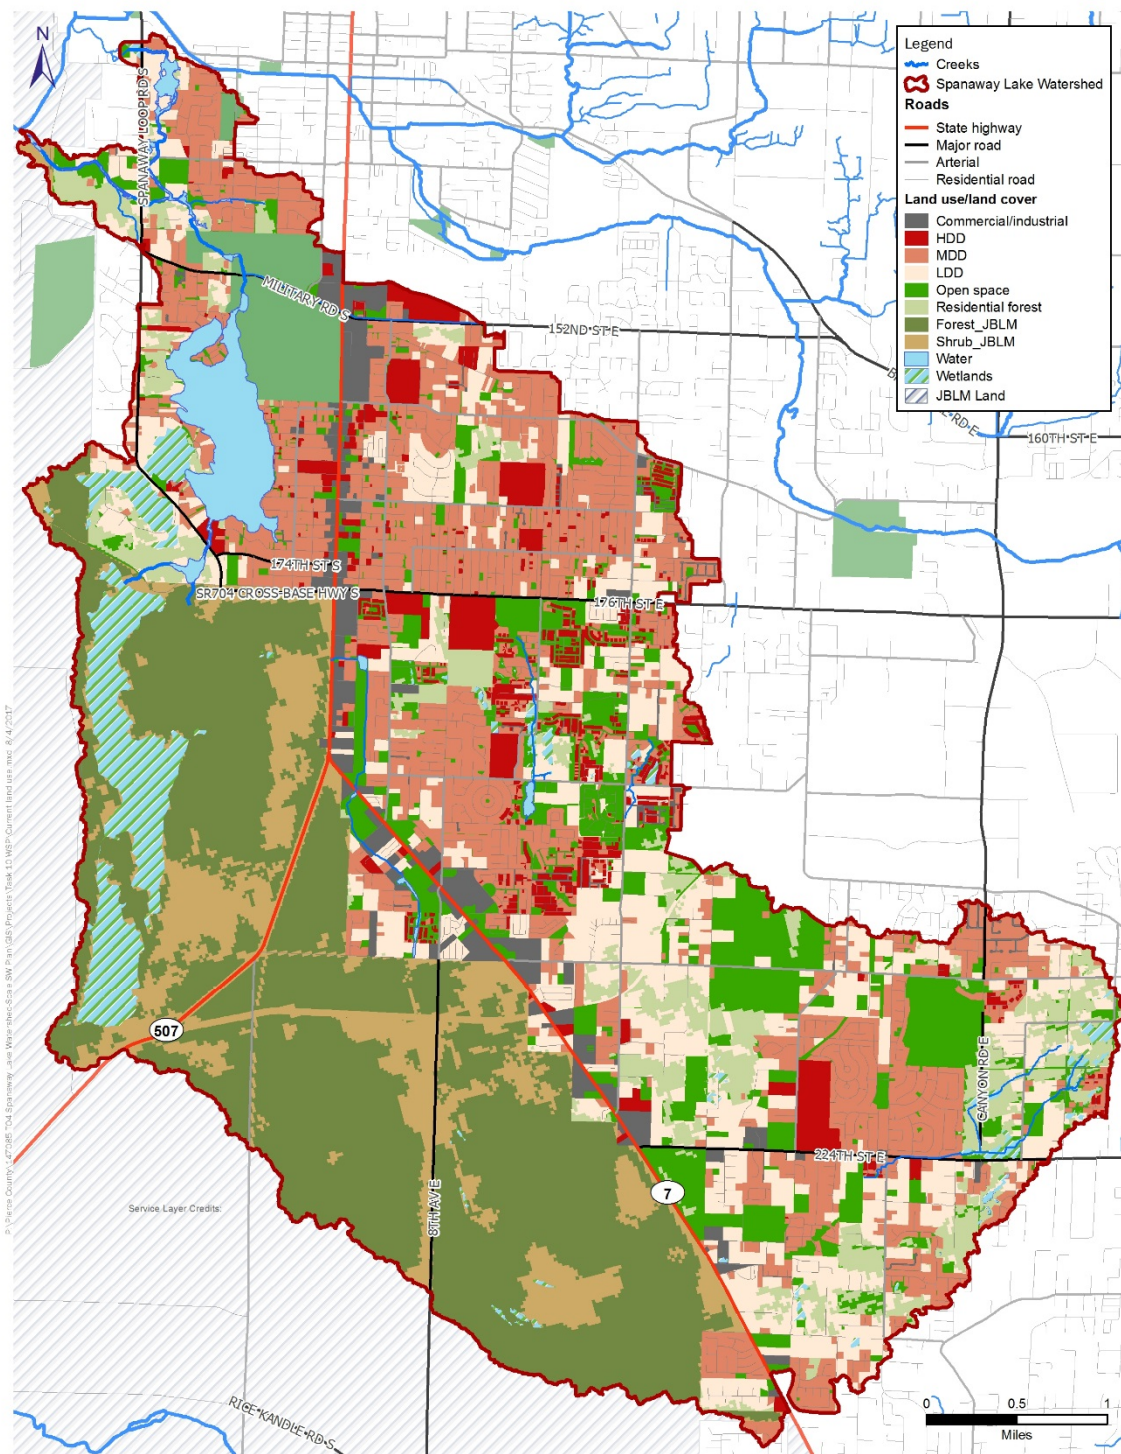 N
Legend
Creeks
Spanaway Lake Watershed
Roads
State highway
Major road
Arterial
Residential road
Land use/land cover
Commercial/industrial
HDD
MDD
LDD
Open space
Residential forest
Forest_JBLM
Shrub_JBLM
Water
Wetlands
JBLM Land
SPANAWAY LOOP RD S
MILITARY RD S
152ND ST E
RD E
160TH ST E
174TH ST S
SR704 CROSS-BASE HWY S
176TH ST E
507
CANYON RD E
224TH ST E
7
8TH AV E
Service Layer Credits:
RICE KANDLE RD S
0 0.5 1
Miles